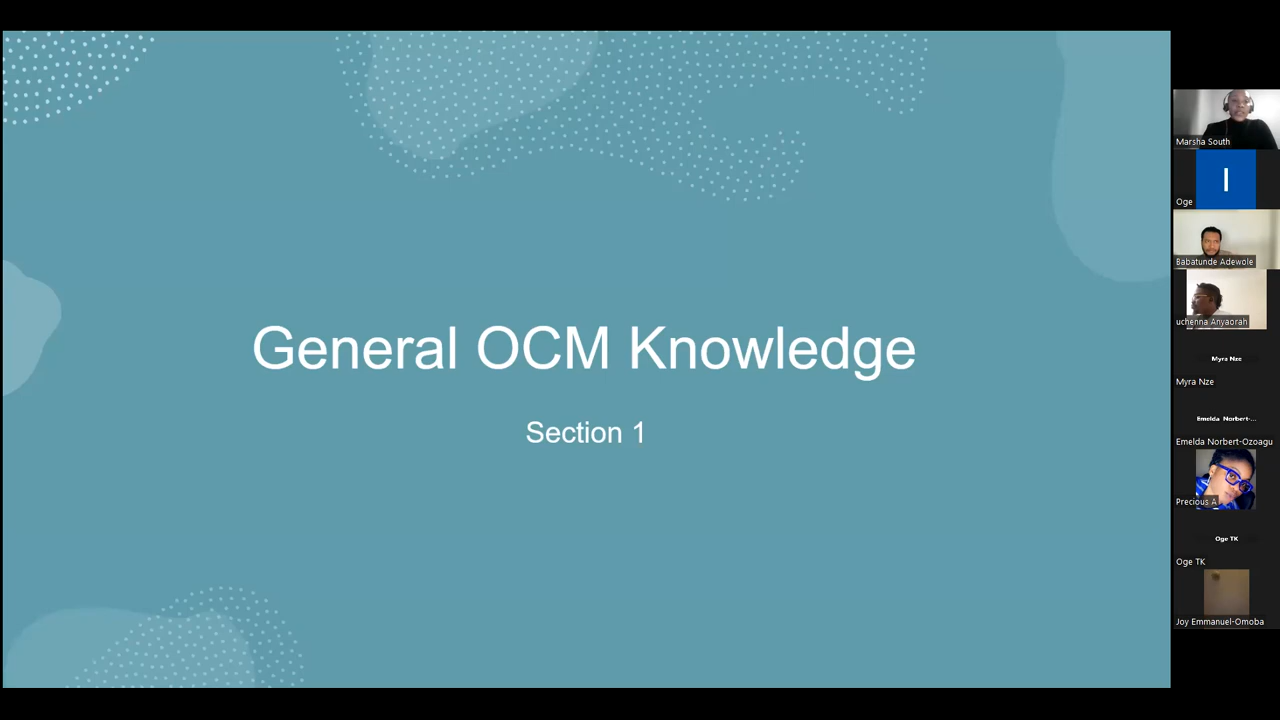 General OCM Knowledge
Section 1
Marsha South
I
Oge
Babatunde Adewole
uchenna Anyaorah
Myra Nze
Myra Nze
Emelda Norbert-...
Emelda Norbert-Ozoagu
Precious A
Oge TK
Oge TK
Joy Emmanuel-Omoba